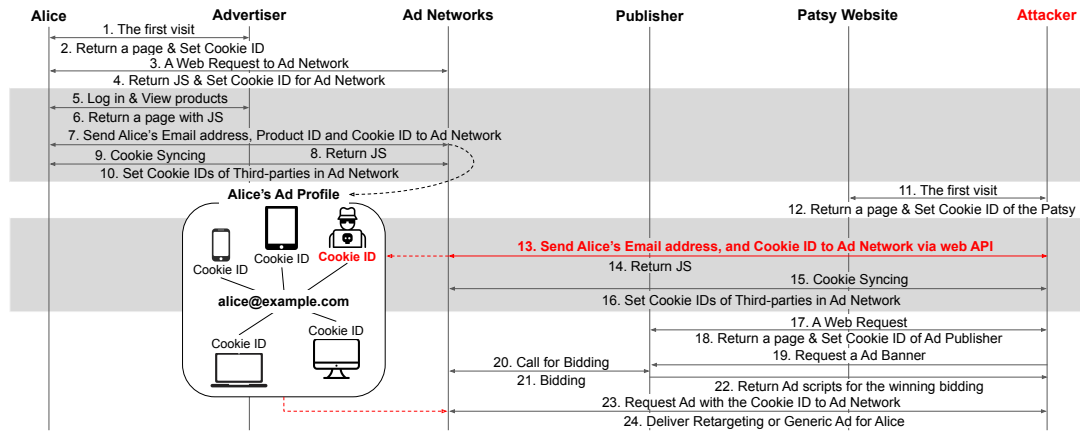 Alice Advertiser Ad Networks Publisher Patsy Website Attacker
1. The first visit
2. Return a page & Set Cookie ID
3. A Web Request to Ad Network
4. Return JS & Set Cookie ID for Ad Network
5. Log in & View products
6. Return a page with JS
7. Send Alice's Email address, Product ID and Cookie ID to Ad Network
9. Cookie Syncing 8. Return JS
10. Set Cookie IDs of Third-parties in Ad Network
Alice's Ad Profile
11. The first visit
12. Return a page & Set Cookie ID of the Patsy
13. Send Alice's Email address, and Cookie ID to Ad Network via web API
Cookie ID
Cookie ID
Cookie ID
14. Return JS
15. Cookie Syncing
alice@example.com
16. Set Cookie IDs of Third-parties in Ad Network
17. A Web Request
Cookie ID
Cookie ID
18. Return a page & Set Cookie ID of Ad Publisher
19. Request a Ad Banner
20. Call for Bidding
21. Bidding
22. Return Ad scripts for the winning bidding
23. Request Ad with the Cookie ID to Ad Network
24. Deliver Retargeting or Generic Ad for Alice